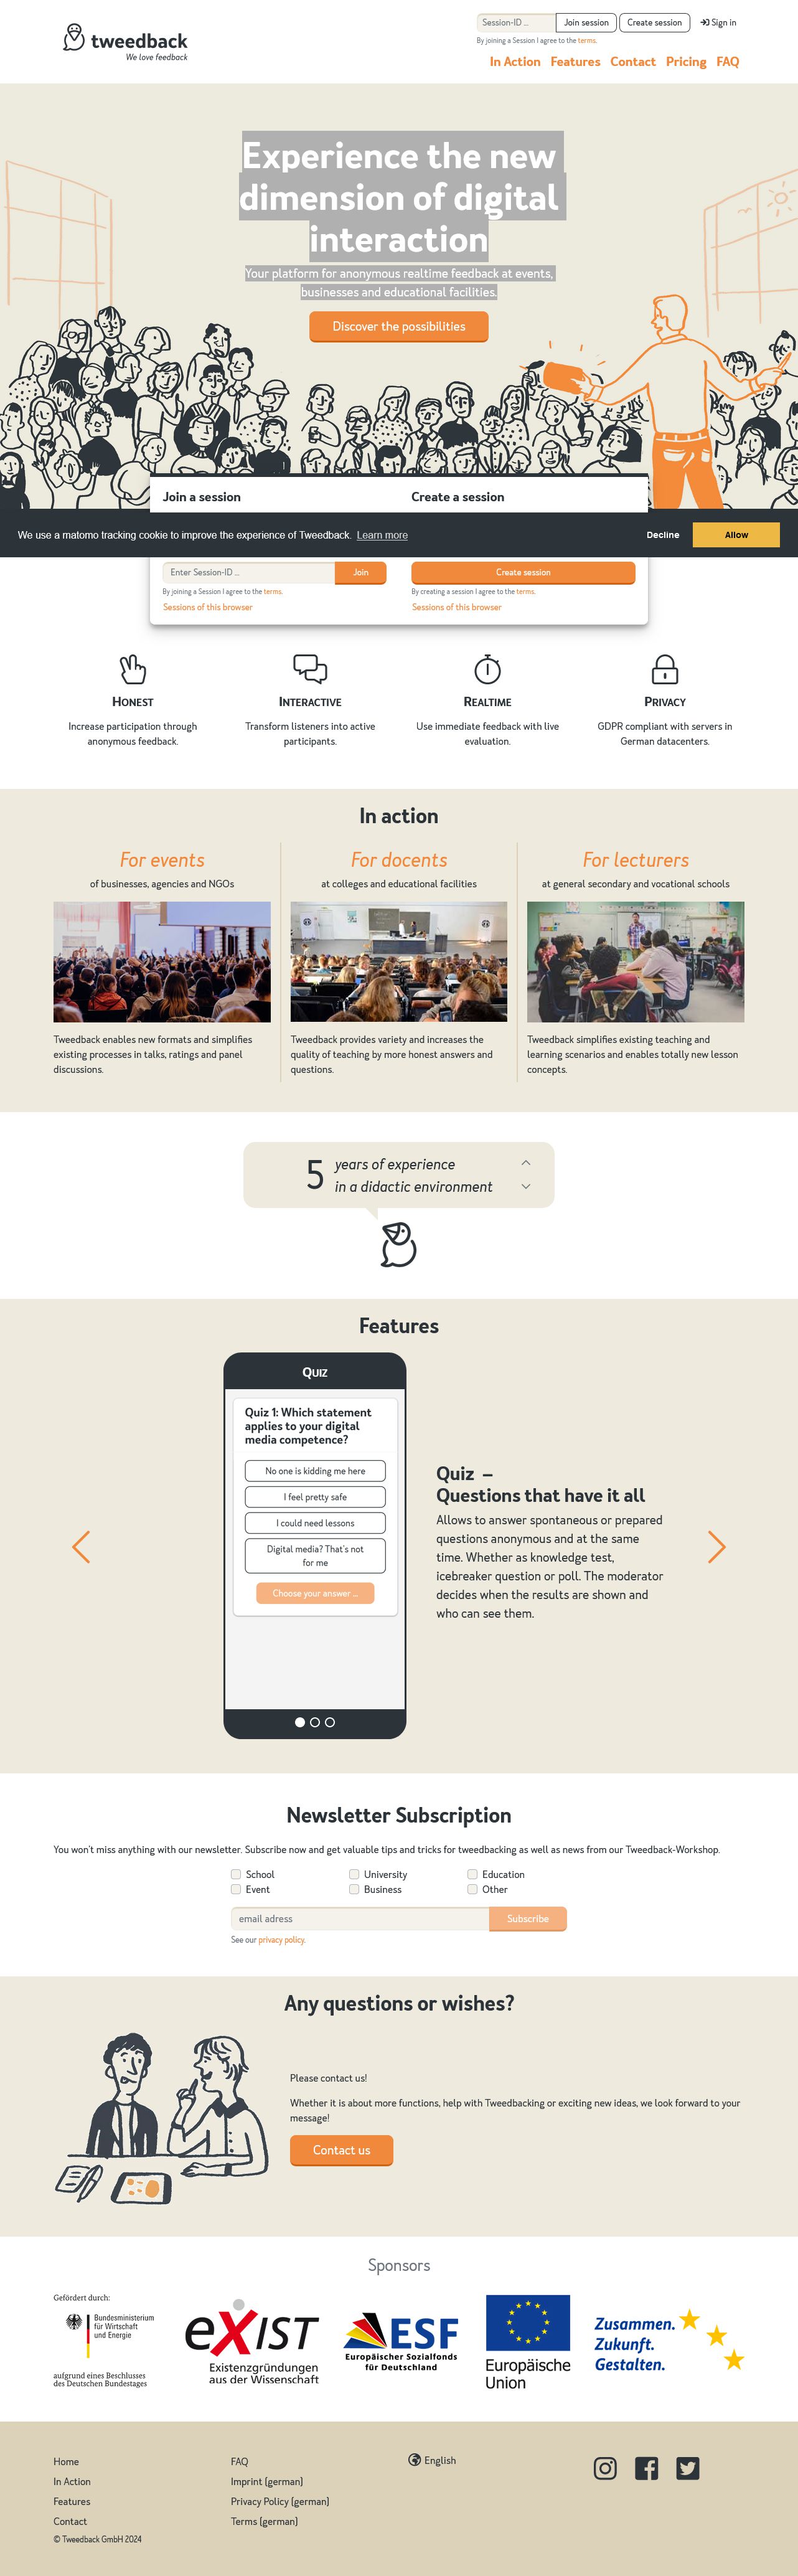 tweedback
We love feedback
Session-ID ...
Join session
Create session
Sign in
By joining a Session I agree to the terms.
In Action
Features
Contact
Pricing
FAQ
Experience the new
dimension of digital
interaction
Your platform for anonymous realtime feedback at events,
businesses and educational facilities.
Discover the possibilities
Join a session
Create a session
We use a matomo tracking cookie to improve the experience of Tweedback. Learn more
Decline
Allow
Enter Session-ID ...
Join
Create session
By joining a Session I agree to the terms.
By creating a session I agree to the terms.
Sessions of this browser
Sessions of this browser
Honest
Increase participation through
anonymous feedback.
Interactive
Transform listeners into active
participants.
Realtime
Use immediate feedback with live
evaluation.
Privacy
GDPR compliant with servers in
German datacenters.
In action
For events
of businesses, agencies and NGOs
Tweedback enables new formats and simplifies
existing processes in talks, ratings and panel
discussions.
For docents
at colleges and educational facilities
Tweedback provides variety and increases the
quality of teaching by more honest answers and
questions.
For lecturers
at general secondary and vocational schools
Tweedback simplifies existing teaching and
learning scenarios and enables totally new lesson
concepts.
5
years of experience
in a didactic environment
Features
Quiz
Quiz 1: Which statement
applies to your digital
media competence?
No one is kidding me here
I feel pretty safe
I could need lessons
Digital media? That's not
for me
Choose your answer ...
Quiz –
Questions that have it all
Allows to answer spontaneous or prepared
questions anonymous and at the same
time. Whether as knowledge test,
icebreaker question or poll. The moderator
decides when the results are shown and
who can see them.
Newsletter Subscription
You won't miss anything with our newsletter. Subscribe now and get valuable tips and tricks for tweedbacking as well as news from our Tweedback-Workshop.
School
University
Education
Event
Business
Other
email adress
Subscribe
See our privacy policy.
Any questions or wishes?
Please contact us!
Whether it is about more functions, help with Tweedbacking or exciting new ideas, we look forward to your
message!
Contact us
Sponsors
Gefördert durch:
Bundesministerium
für Wirtschaft
und Energie
aufgrund eines Beschlusses
des Deutschen Bundestages
eXIST
Existenzgründungen
aus der Wissenschaft
ESF
Europäischer Sozialfonds
für Deutschland
Europäische
Union
Zusammen.
Zukunft.
Gestalten.
Home
In Action
Features
Contact
© Tweedback GmbH 2024
FAQ
Imprint (german)
Privacy Policy (german)
Terms (german)
English